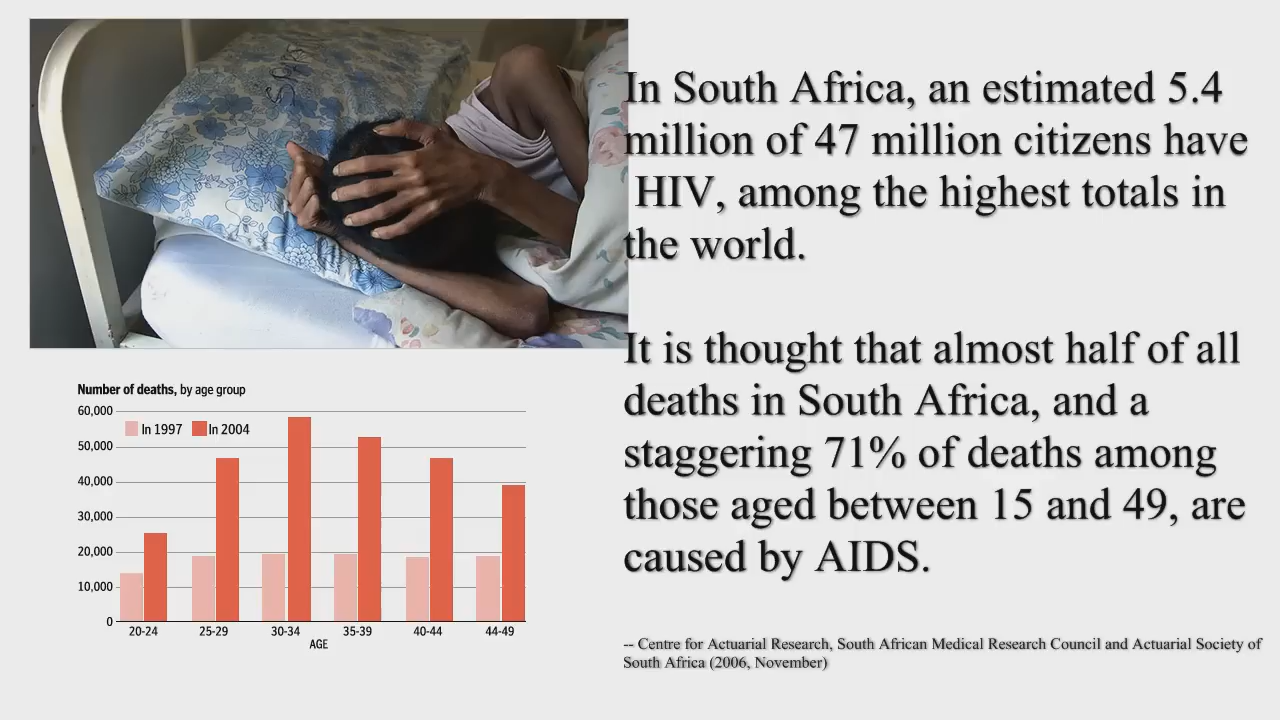 In South Africa, an estimated 5.4
million of 47 million citizens have
HIV, among the highest totals in
the world.
It is thought that almost half of all
deaths in South Africa, and a
staggering 71% of deaths among
those aged between 15 and 49, are
caused by AIDS.
-- Centre for Actuarial Research, South African Medical Research Council and Actuarial Society of
South Africa (2006, November)
Number of deaths, by age group
60,000
In 1997 In 2004
50,000
40,000
30,000
20,000
10,000
0
20-24 25-29 30-34 35-39 40-44 44-49
AGE